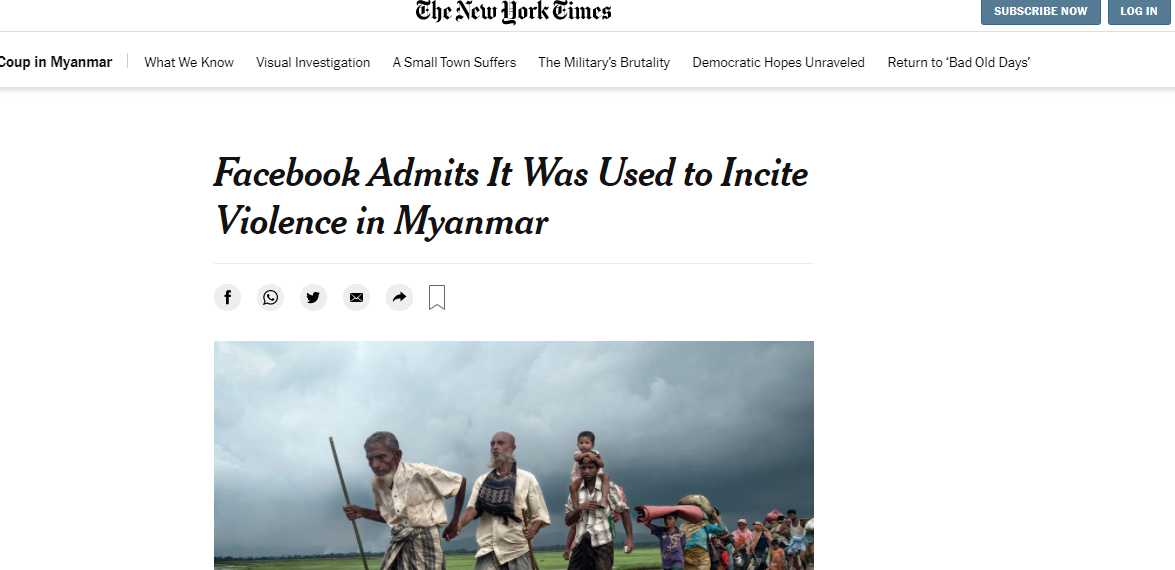 The New York Times
SUBSCRIBE NOW
LOG IN
Coup in Myanmar
What We Know
Visual Investigation
A Small Town Suffers
The Military's Brutality
Democratic Hopes Unraveled
Return to 'Bad Old Days'
Facebook Admits It Was Used to Incite
Violence in Myanmar